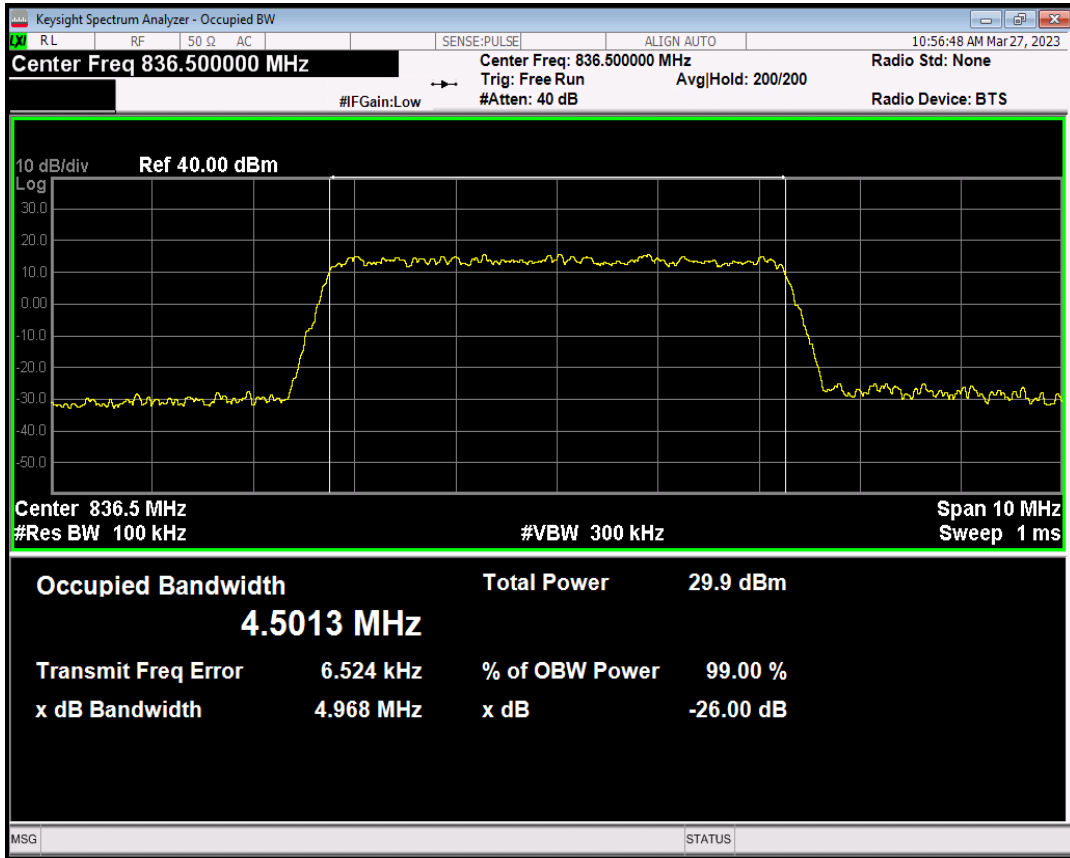 Keysight Spectrum Analyzer - Occupied BW
LXI RL RF 50 Ω AC SENSE:PULSE ALIGN AUTO 10:56:48 AM Mar 27, 2023
Center Freq 836.500000 MHz
Center Freq: 836.500000 MHz Radio Std: None
Trig: Free Run Avg|Hold: 200/200
#IFGain:Low #Atten: 40 dB Radio Device: BTS
10 dB/div Ref 40.00 dBm
Log
30.0
20.0
10.0
0.00
-10.0
-20.0
-30.0
-40.0
-50.0
Center 836.5 MHz Span 10 MHz
#Res BW 100 kHz #VBW 300 kHz Sweep 1 ms
Occupied Bandwidth Total Power 29.9 dBm
4.5013 MHz
Transmit Freq Error 6.524 kHz % of OBW Power 99.00 %
x dB Bandwidth 4.968 MHz x dB -26.00 dB
MSG STATUS